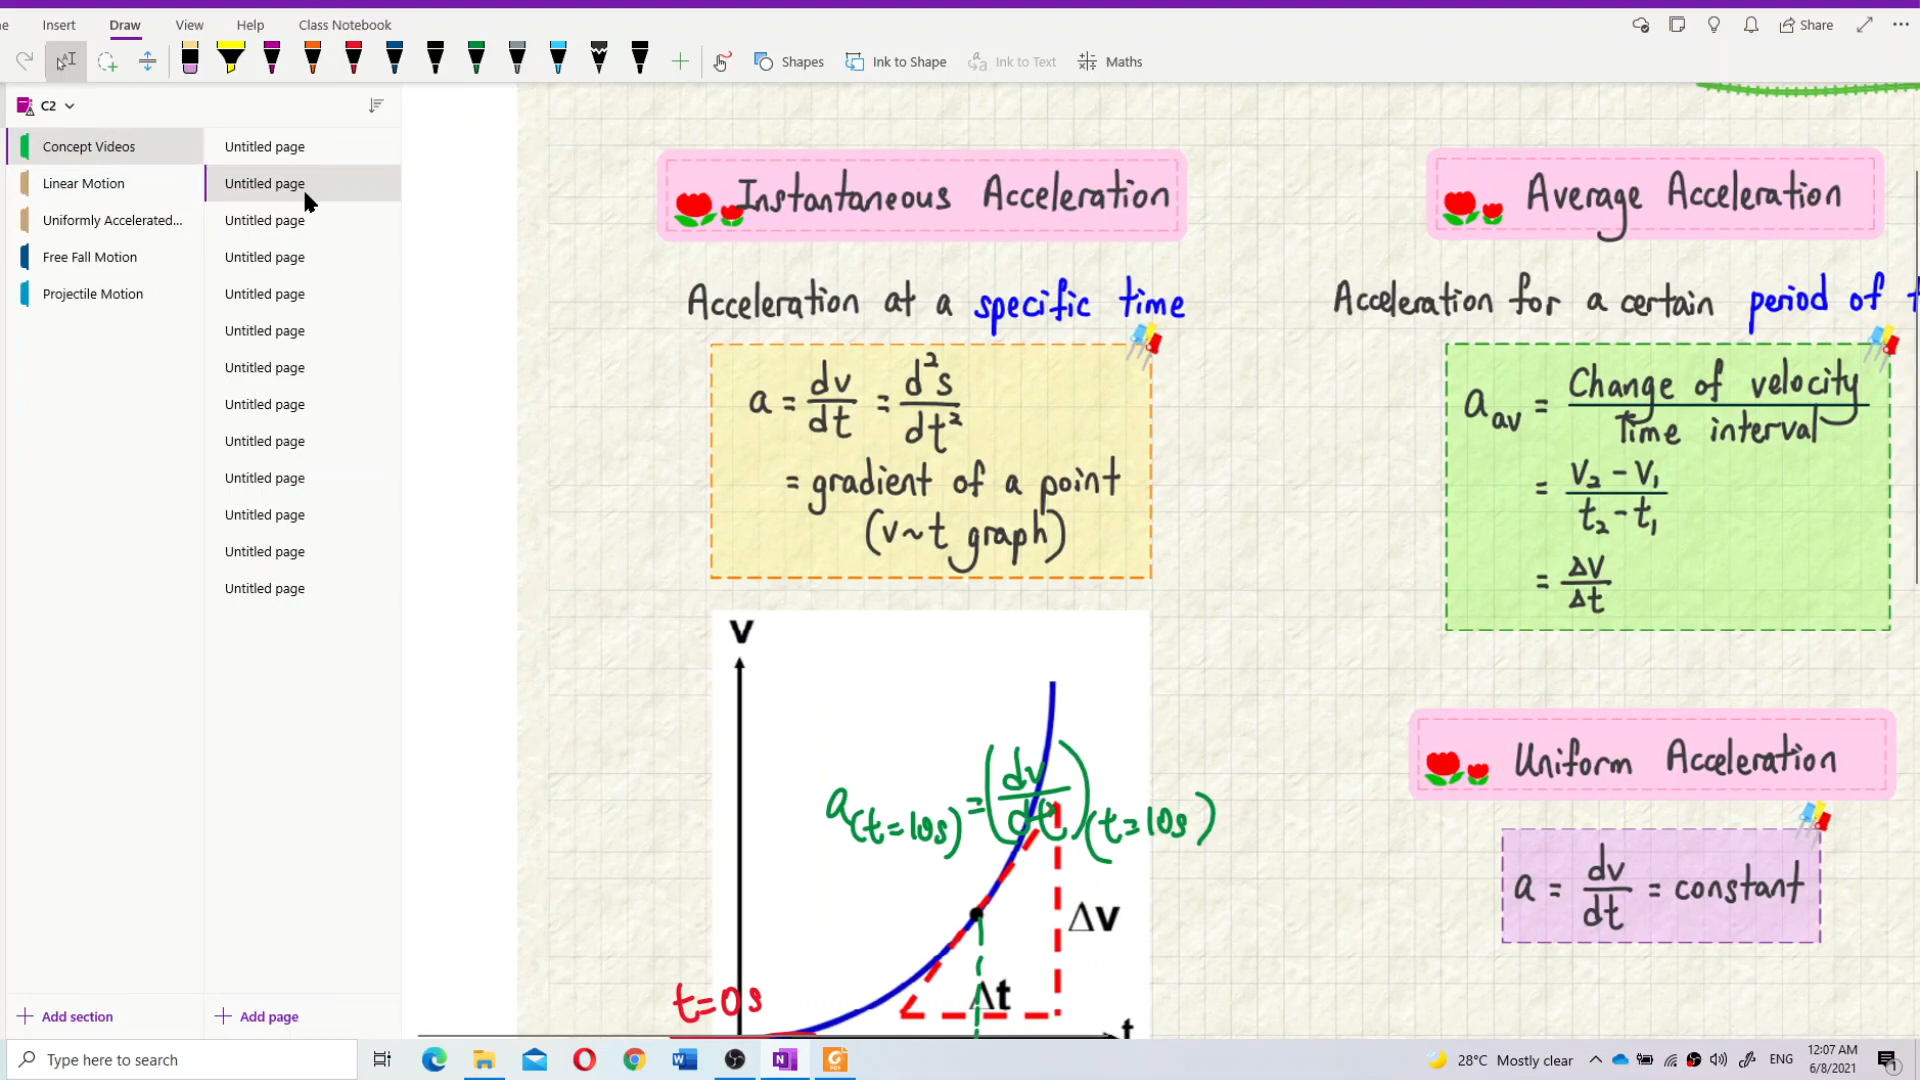 Insert Draw View Help Class Notebook
Share
Shapes Ink to Shape Ink to Text Maths
C2
Concept Videos
Linear Motion
Uniformly Accelerated...
Free Fall Motion
Projectile Motion
Add section
Untitled page
Untitled page
Untitled page
Untitled page
Untitled page
Untitled page
Untitled page
Untitled page
Untitled page
Untitled page
Untitled page
Untitled page
Untitled page
Add page
Instantaneous Acceleration
Acceleration at a specific time
a = dv/dt = d²s/dt²
= gradient of a point
(v~t graph)
v
a(t=10s) = (dv/dt)(t=10s)
Δv
Δt
t=0s
t
Average Acceleration
Acceleration for a certain period of
a_av = Change of velocity / Time interval
= v₂ - v₁ / t₂ - t₁
= Δv/Δt
Uniform Acceleration
a = dv/dt = constant
Type here to search
28°C Mostly clear
ENG
12:07 AM
6/8/2021
1